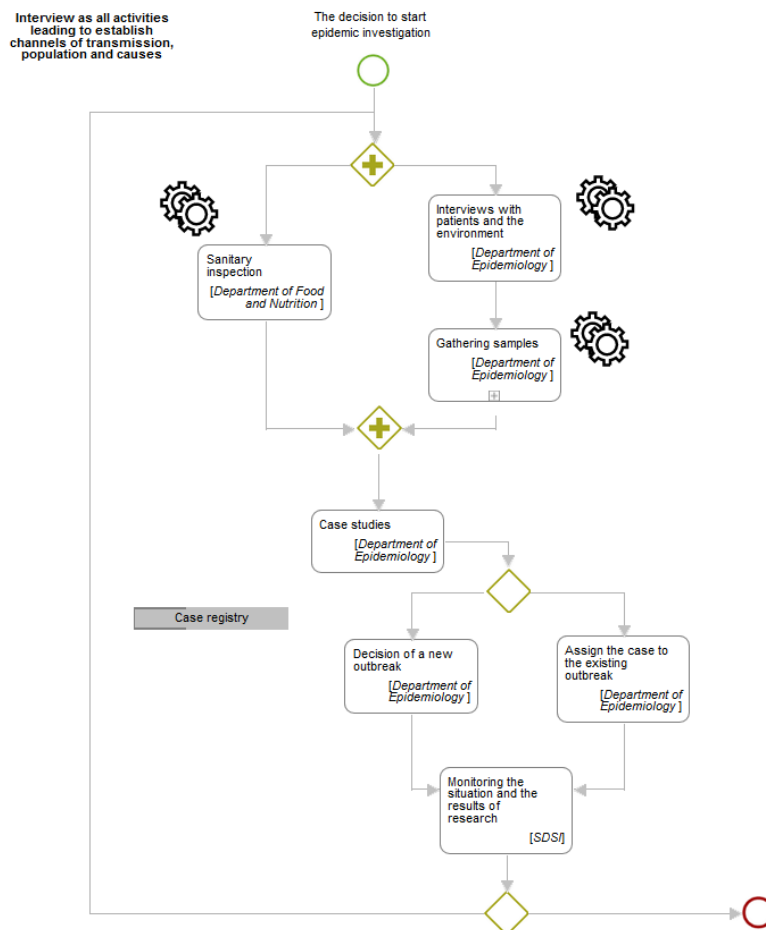 Interview as all activities
leading to establish
channels of transmission,
population and causes
The decision to start
epidemic investigation
Interviews with
patients and the
environment
[Department of
Epidemiology ]
Sanitary
inspection
[Department of Food
and Nutrition ]
Gathering samples
[Department of
Epidemiology ]
Case studies
[Department of
Epidemiology ]
Case registry
Decision of a new
outbreak
[Department of
Epidemiology ]
Assign the case to
the existing
outbreak
[Department of
Epidemiology ]
Monitoring the
situation and the
results of
research
[SDSI]